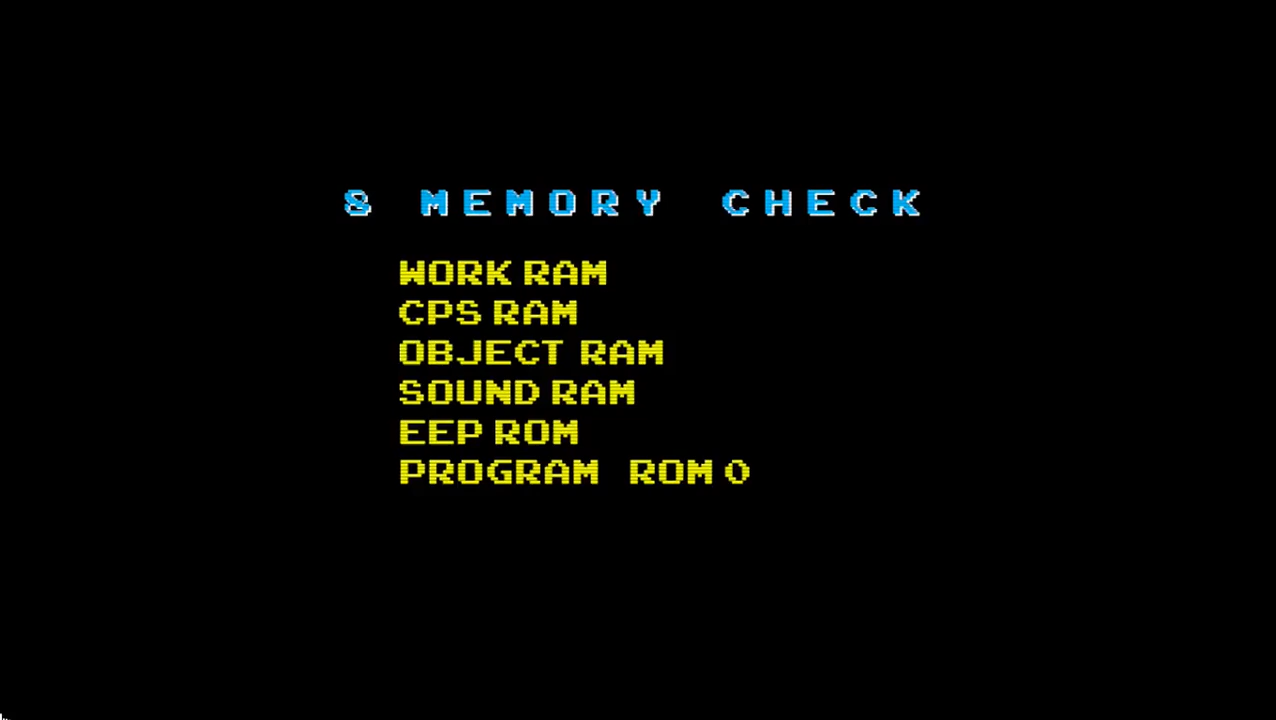 8 MEMORY CHECK
WORK RAM
CPS RAM
OBJECT RAM
SOUND RAM
EEP ROM
PROGRAM ROM 0